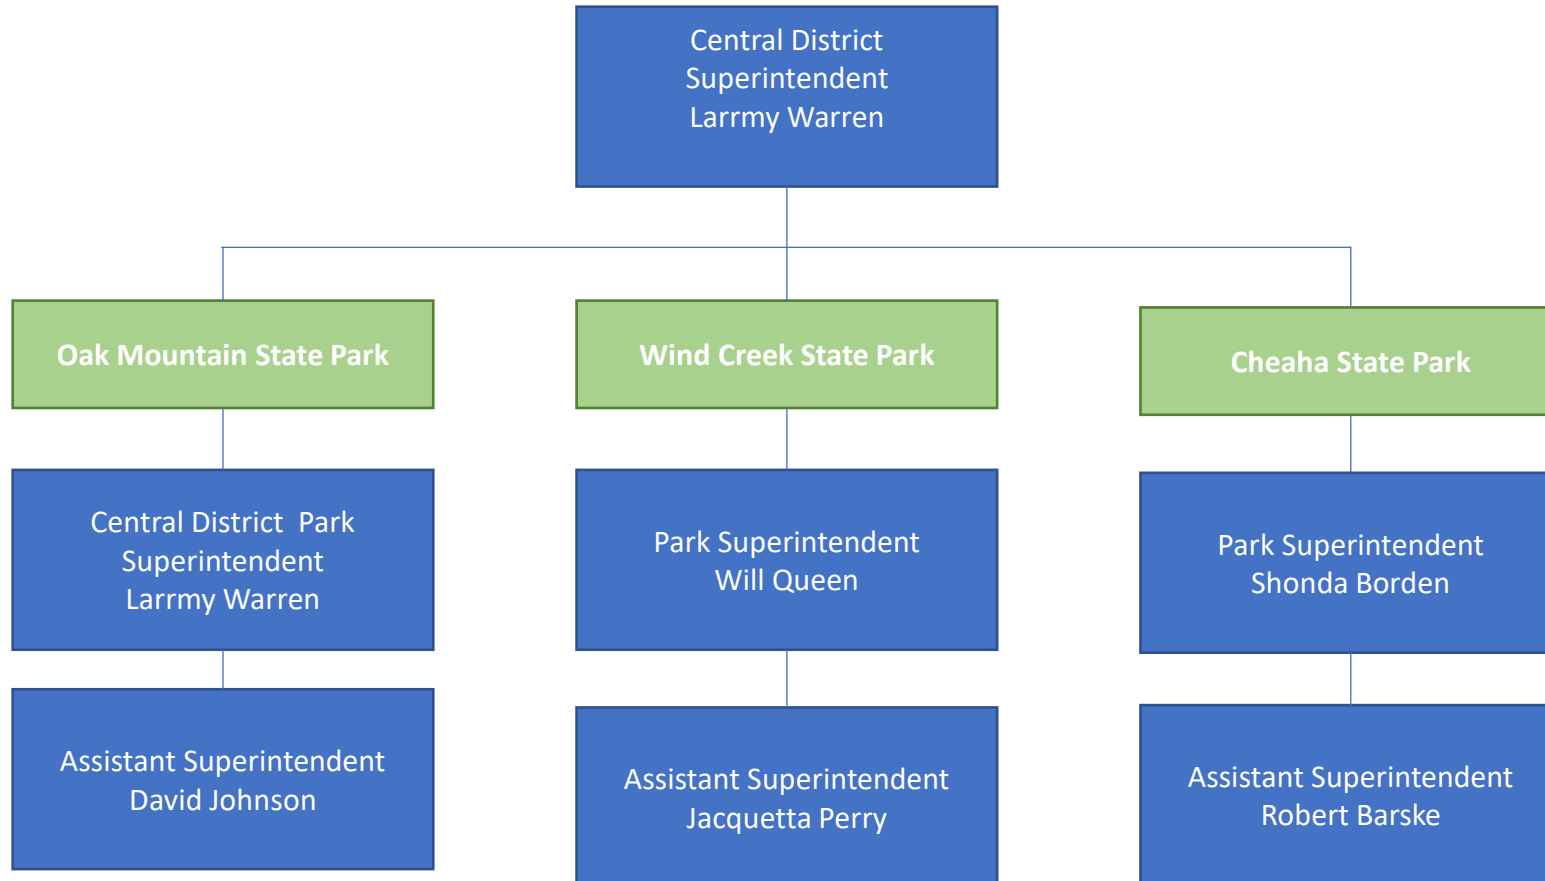 Central District
Superintendent
Larrmy Warren
Oak Mountain State Park
Wind Creek State Park
Cheaha State Park
Central District  Park
Superintendent
Larrmy Warren
Park Superintendent
Will Queen
Park Superintendent
Shonda Borden
Assistant Superintendent
David Johnson
Assistant Superintendent
Jacquetta Perry
Assistant Superintendent
Robert Barske